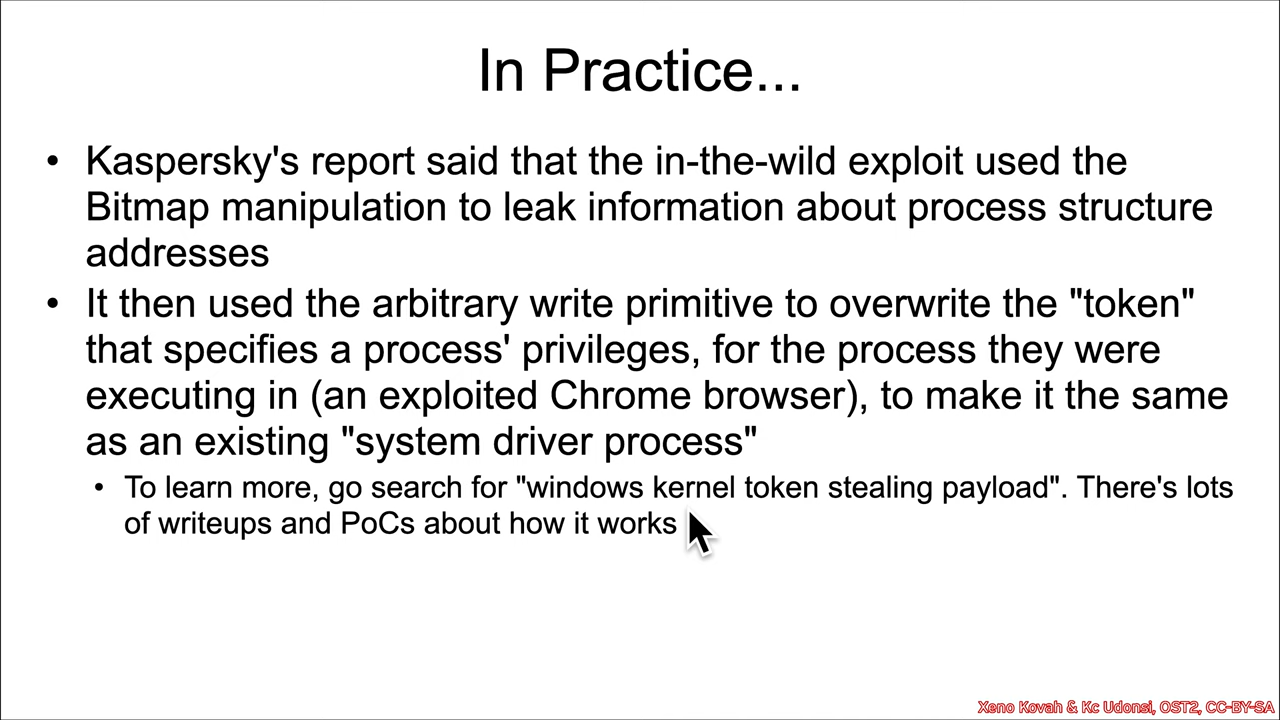 In Practice...
• Kaspersky's report said that the in-the-wild exploit used the
Bitmap manipulation to leak information about process structure
addresses
• It then used the arbitrary write primitive to overwrite the "token"
that specifies a process' privileges, for the process they were
executing in (an exploited Chrome browser), to make it the same
as an existing "system driver process"
• To learn more, go search for "windows kernel token stealing payload". There's lots
of writeups and PoCs about how it works
Xeno Kovah & Kc Udonsi, OST2, CC-BY-SA